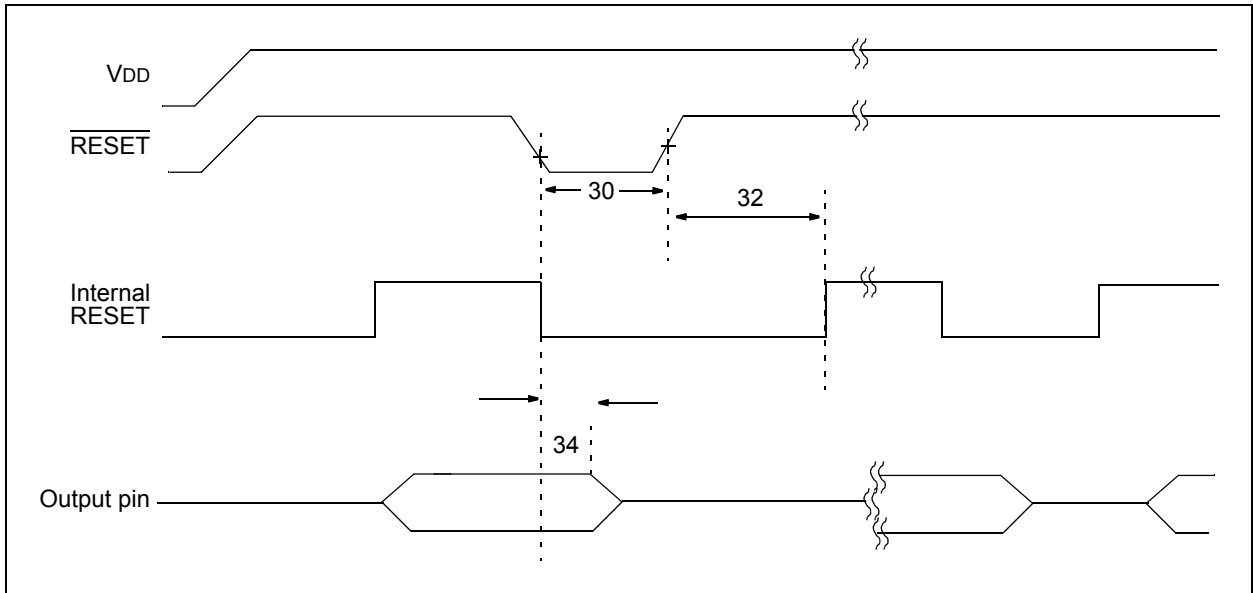 VDD
RESET
30
32
Internal
RESET
34
Output pin